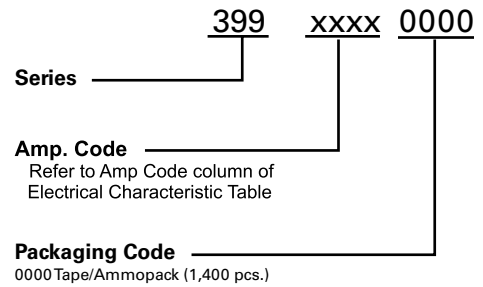 399 xxxx 0000
Series
Amp. Code
Refer to Amp Code column of
Electrical Characteristic Table
Packaging Code
0000 Tape/Ammopack (1,400 pcs.)